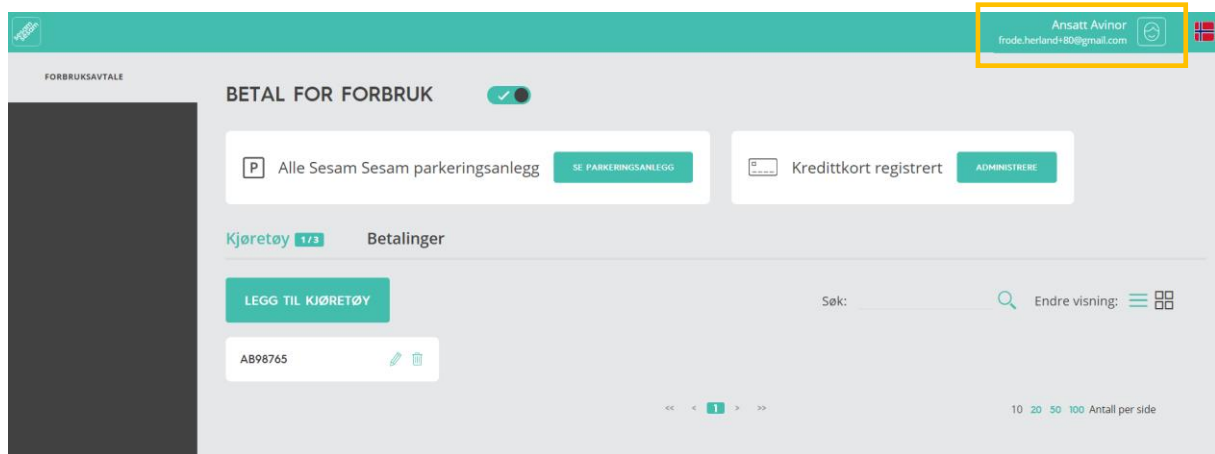 Ansatt Avinor
frode.herland+80@gmail.com
FORBRUKSAVTALE
BETAL FOR FORBRUK
P Alle Sesam Sesam parkeringsanlegg SE PARKERINGSANLEGG
Kredittkort registrert ADMINISTRERE
Kjøretøy 1/3 Betalinger
LEGG TIL KJØRETØY
Søk:
Endre visning:
AB98765
<< < 1 > >>
10 20 50 100 Antall per side